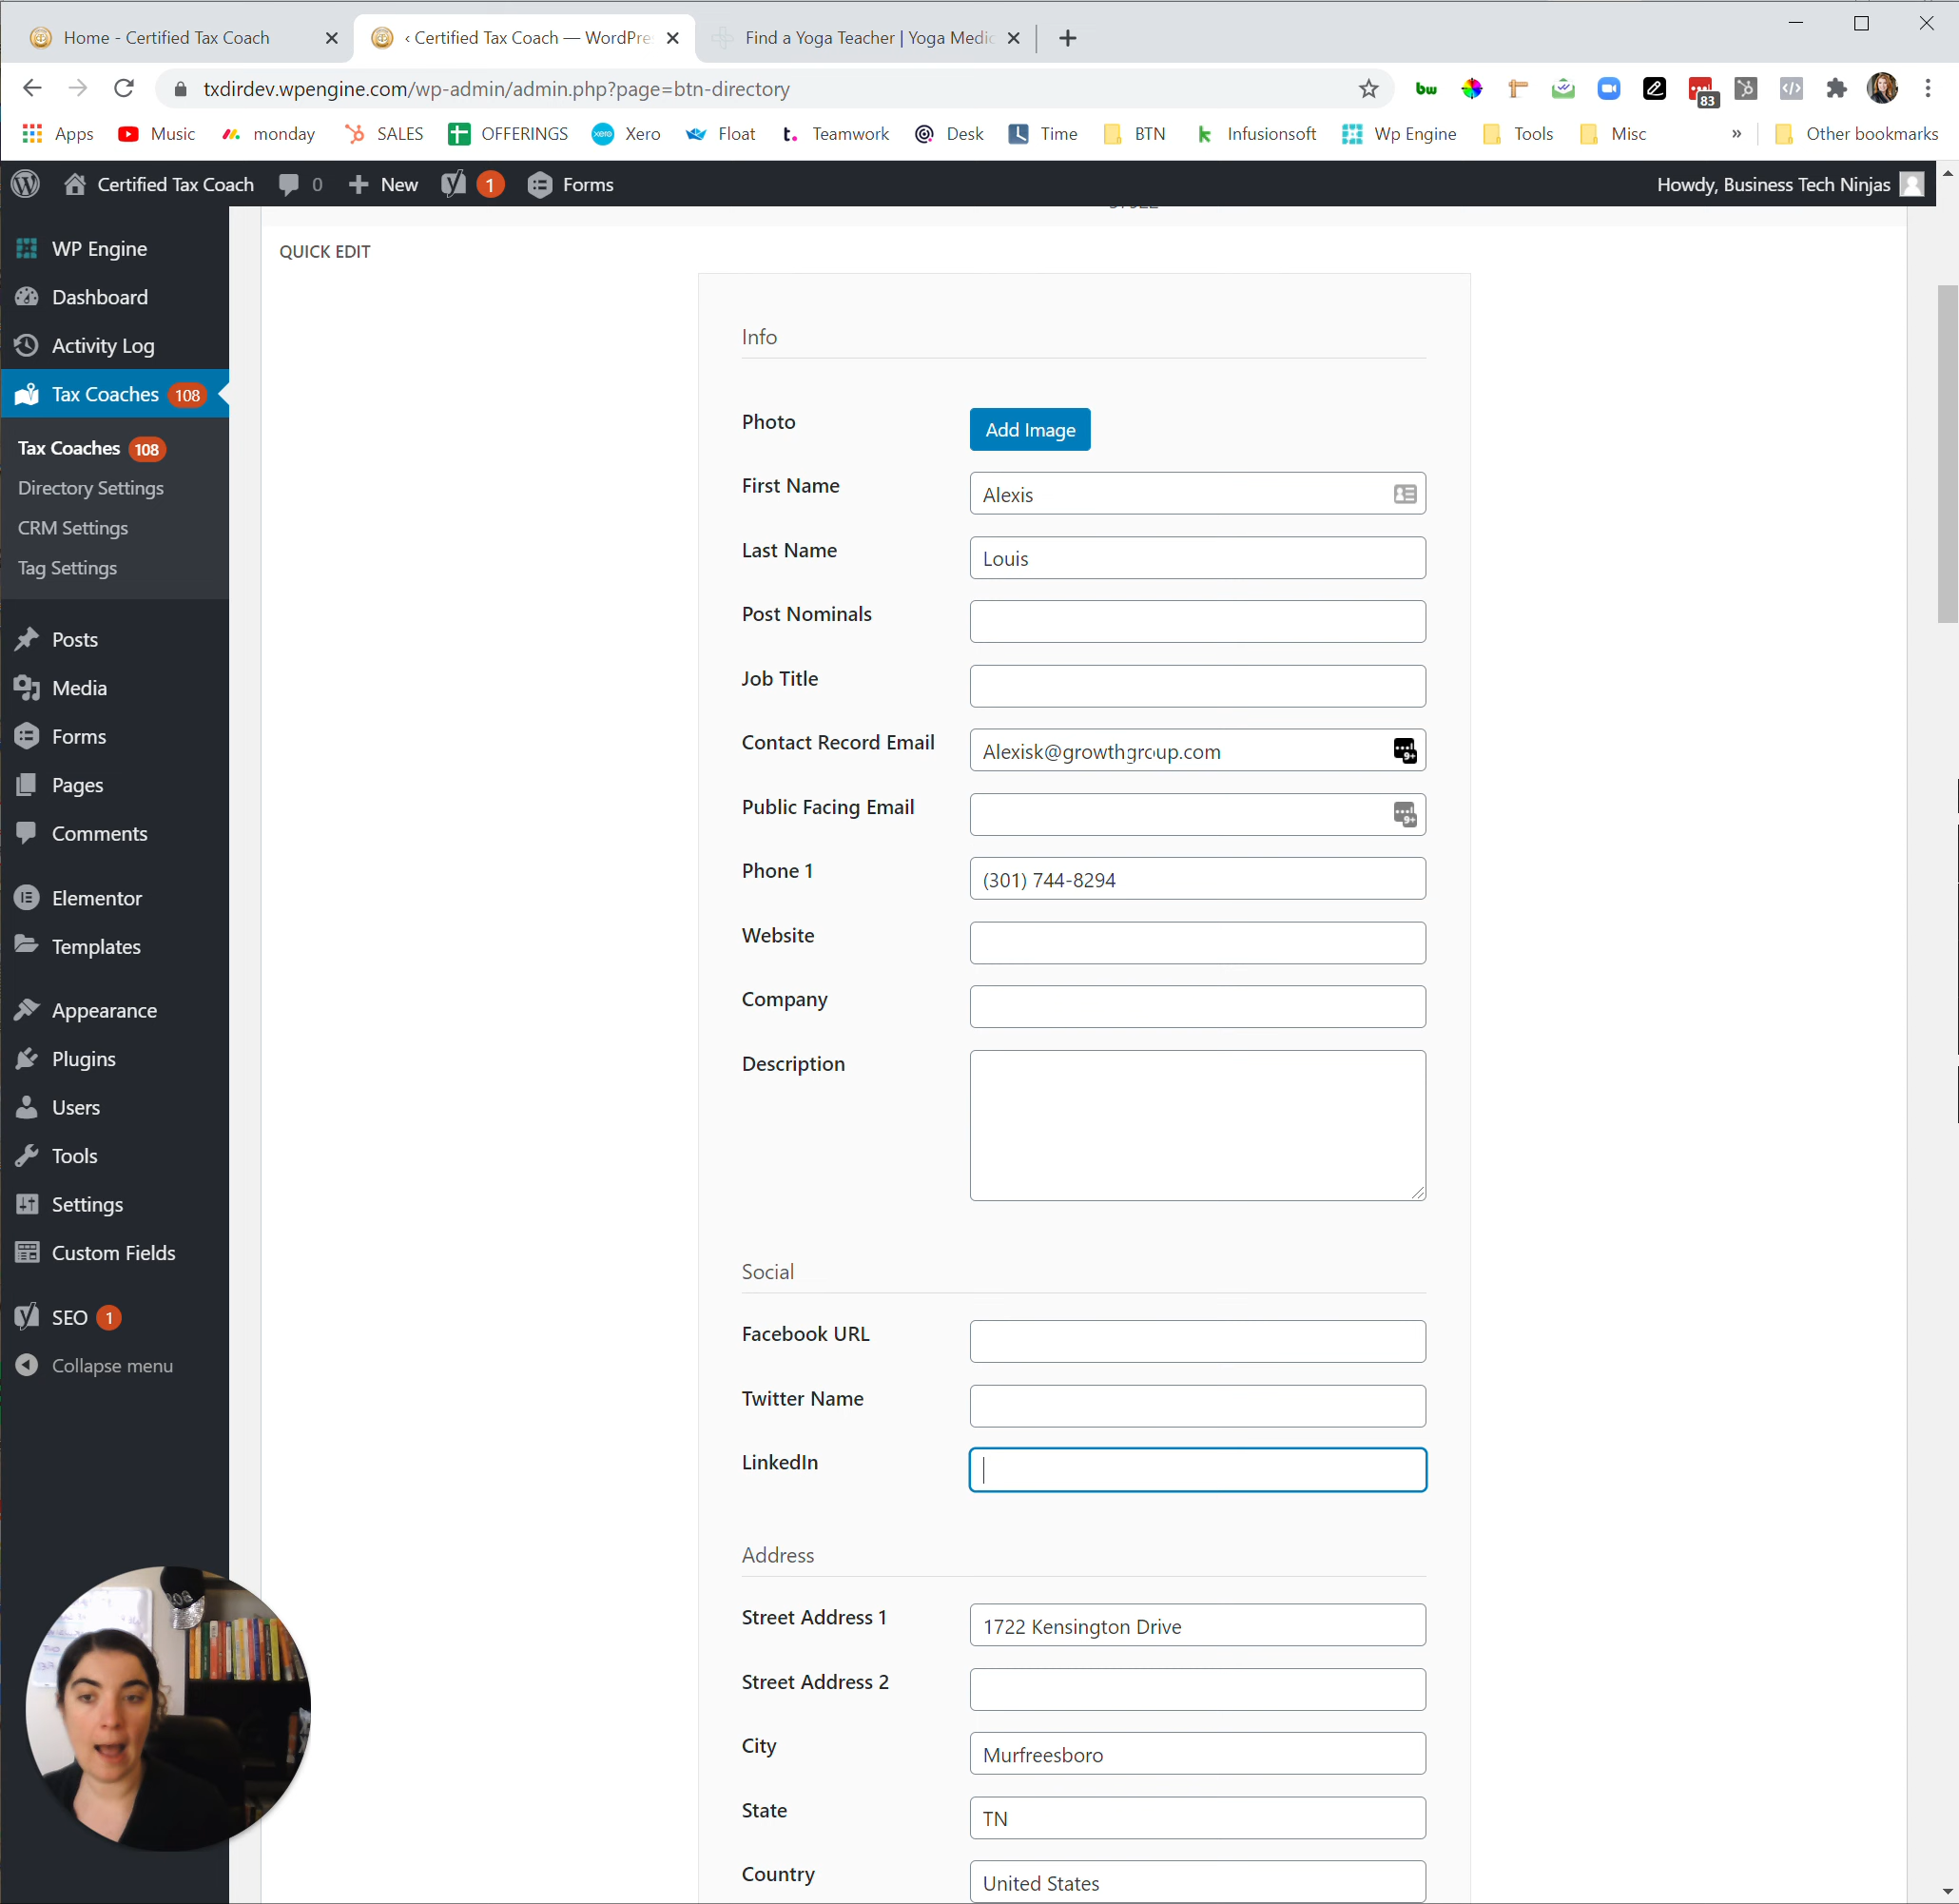 Home - Certified Tax Coach
‹ Certified Tax Coach — WordPre
Find a Yoga Teacher | Yoga Medic
txdirdev.wpengine.com/wp-admin/admin.php?page=btn-directory
bw
83
Apps
Music
monday
SALES
OFFERINGS
xero
Xero
Float
t.
Teamwork
Desk
Time
BTN
Infusionsoft
Wp Engine
Tools
Misc
»
Other bookmarks
Certified Tax Coach
0
New
1
Forms
Howdy, Business Tech Ninjas
WP Engine
Dashboard
Activity Log
Tax Coaches 108
Tax Coaches 108
Directory Settings
CRM Settings
Tag Settings
Posts
Media
Forms
Pages
Comments
Elementor
Templates
Appearance
Plugins
Users
Tools
Settings
Custom Fields
SEO 1
Collapse menu
QUICK EDIT
Info
Photo
Add Image
First Name
Alexis
Last Name
Louis
Post Nominals
Job Title
Contact Record Email
Alexisk@growthgroup.com
9+
Public Facing Email
9+
Phone 1
(301) 744-8294
Website
Company
Description
Social
Facebook URL
Twitter Name
LinkedIn
Address
Street Address 1
1722 Kensington Drive
Street Address 2
City
Murfreesboro
State
TN
Country
United States